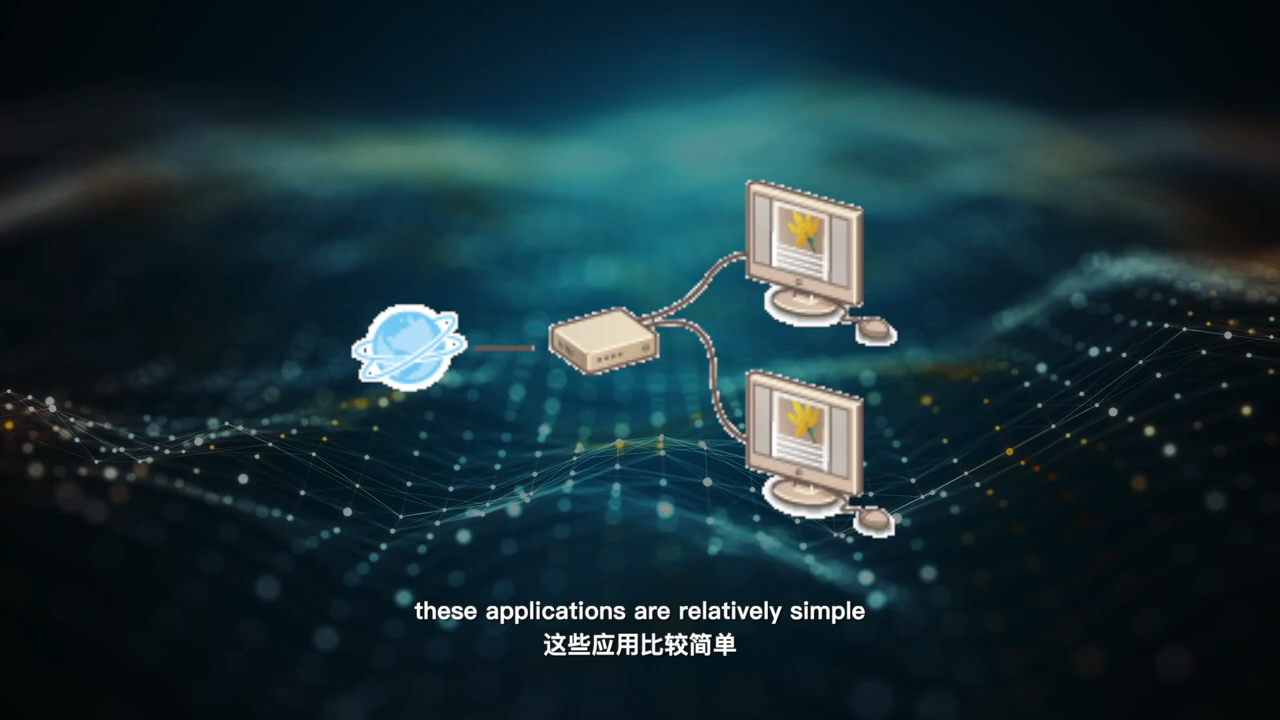 these applications are relatively simple
这些应用比较简单